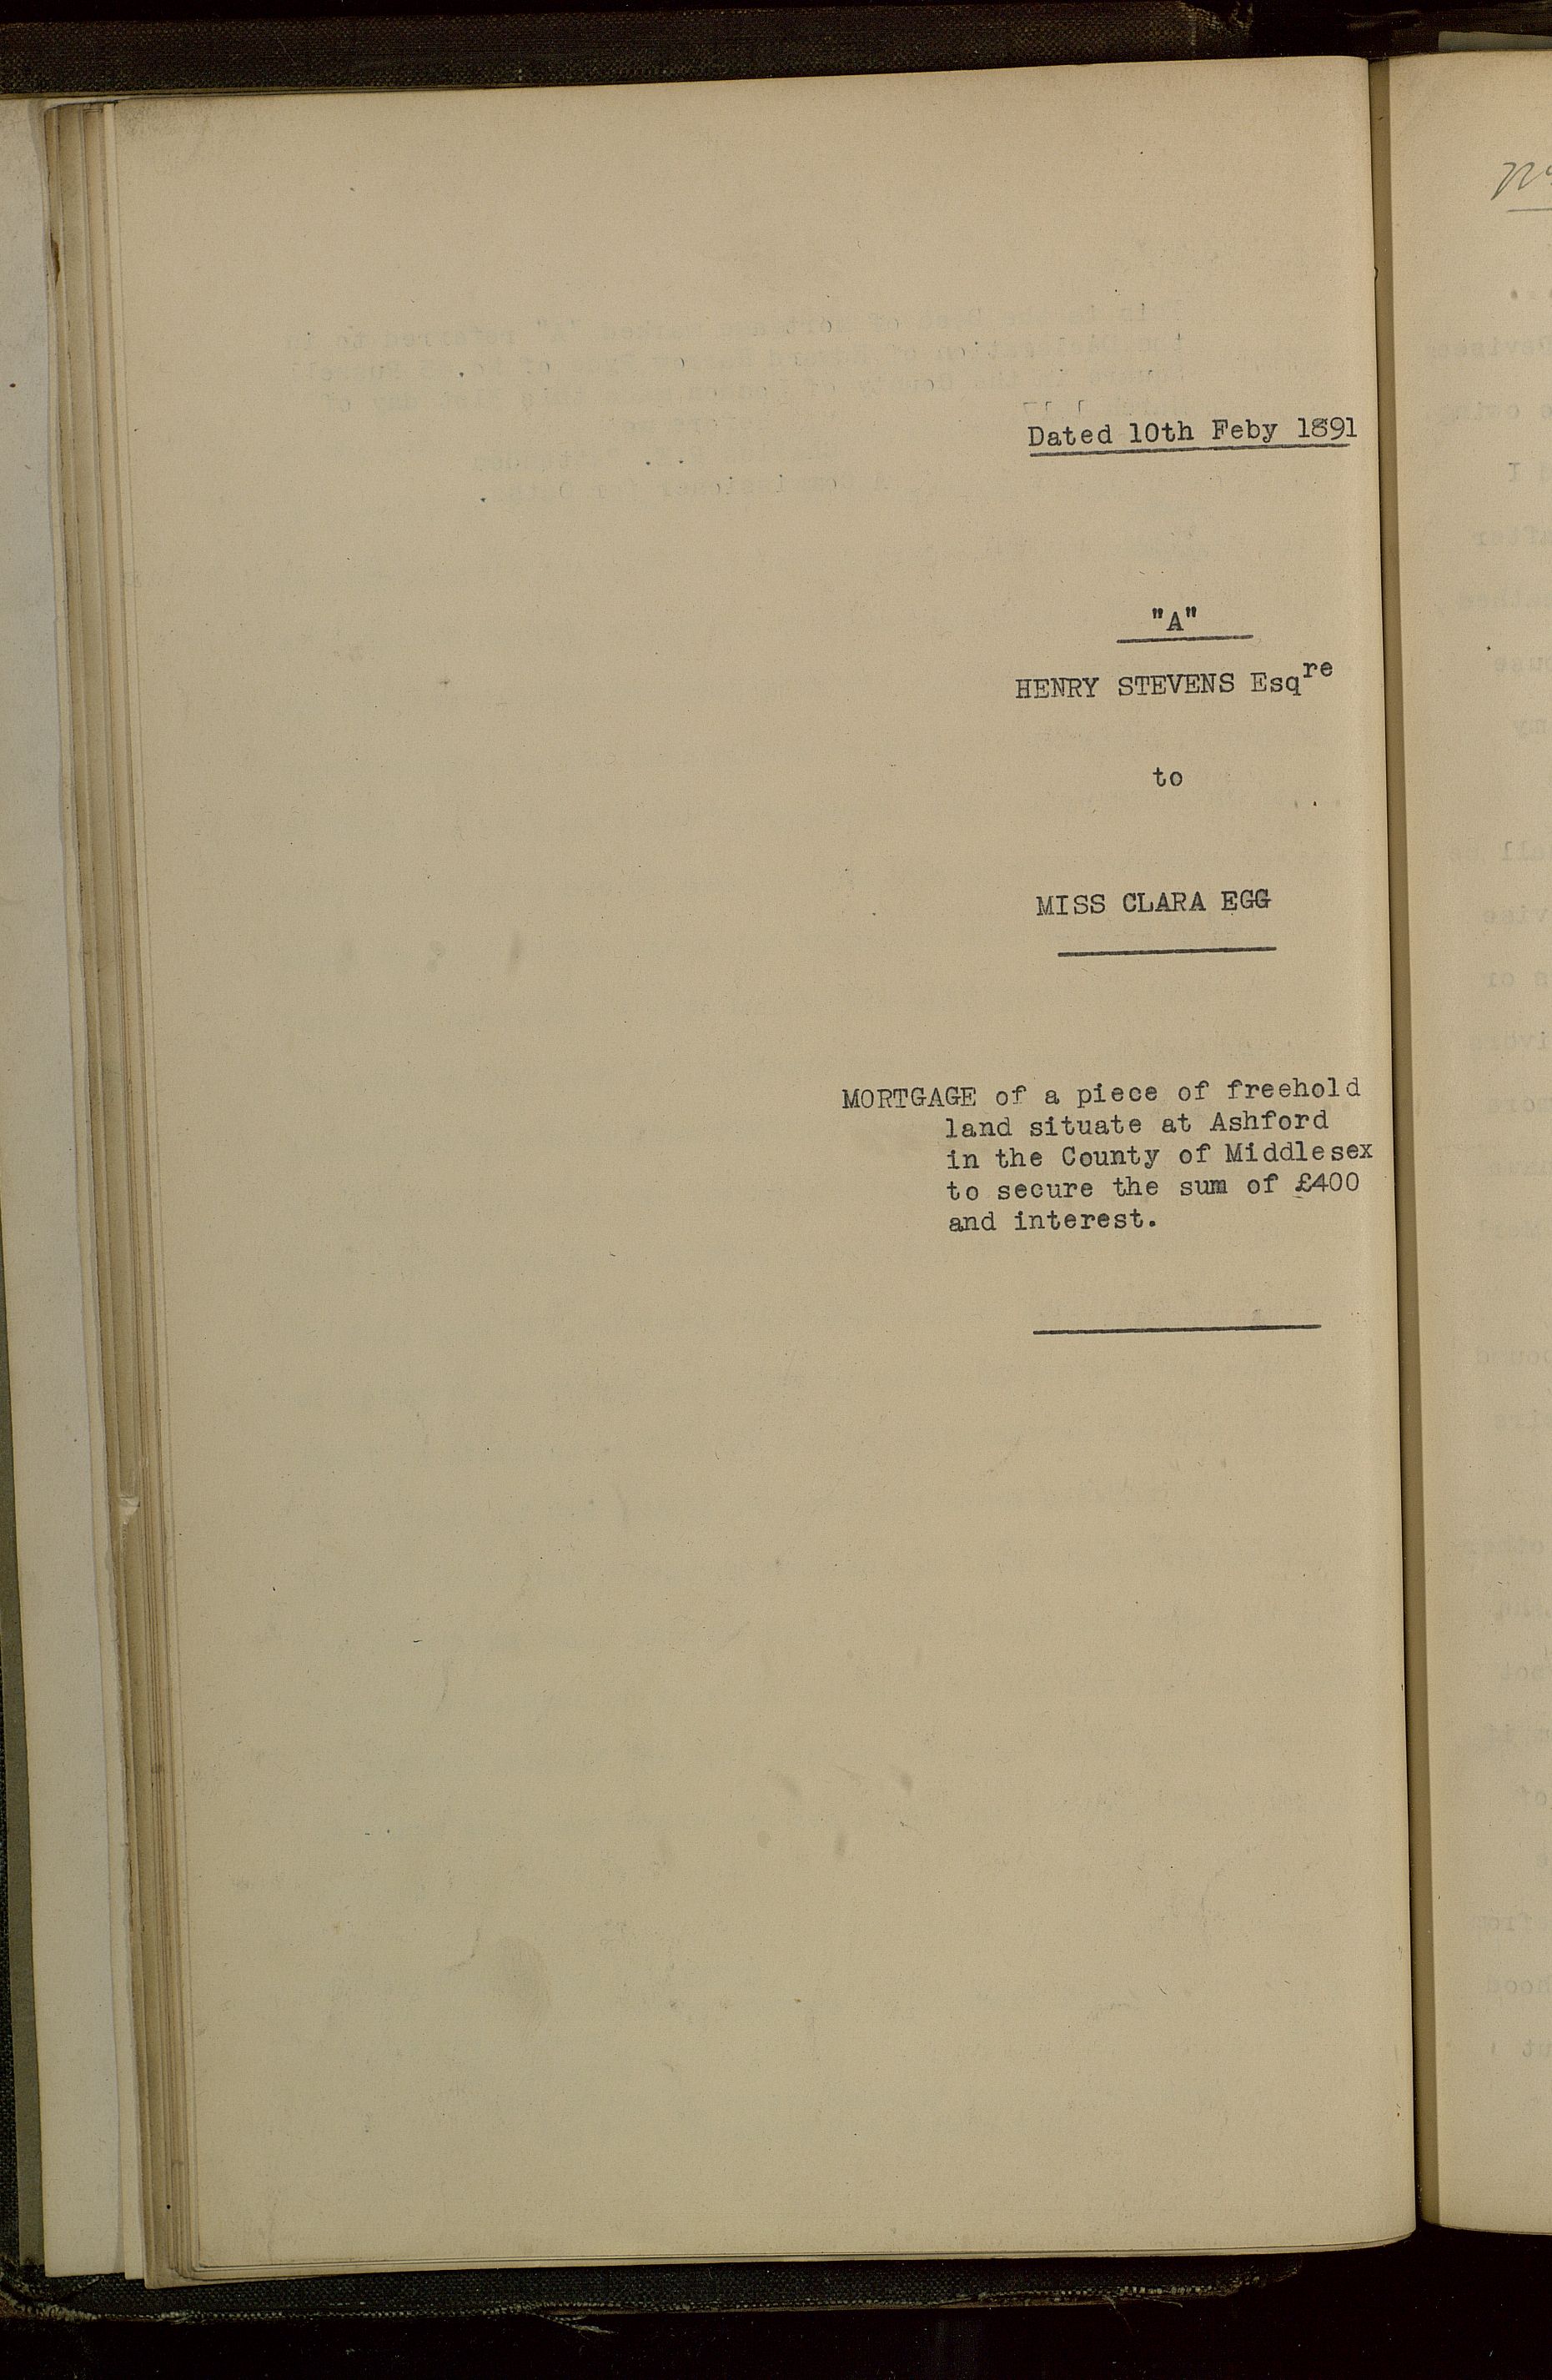 Dated 10th Feby 1891
"A"
HENRY STEVENS Esqre
to
MISS CLARA EGG
MORTGAGE of a piece of freehold
land situate at Ashford
in the County of Middlesex
to secure the sum of £400
and interest.